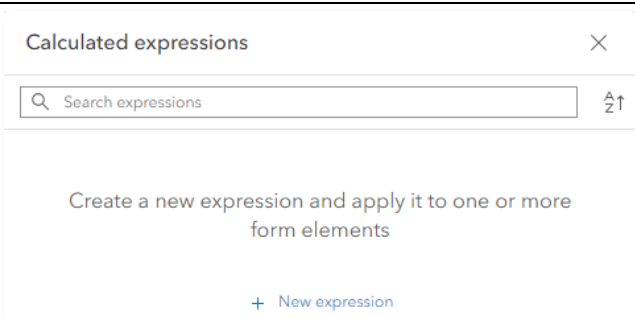 Calculated expressions
Search expressions
A
Z
Create a new expression and apply it to one or more
form elements
+ New expression